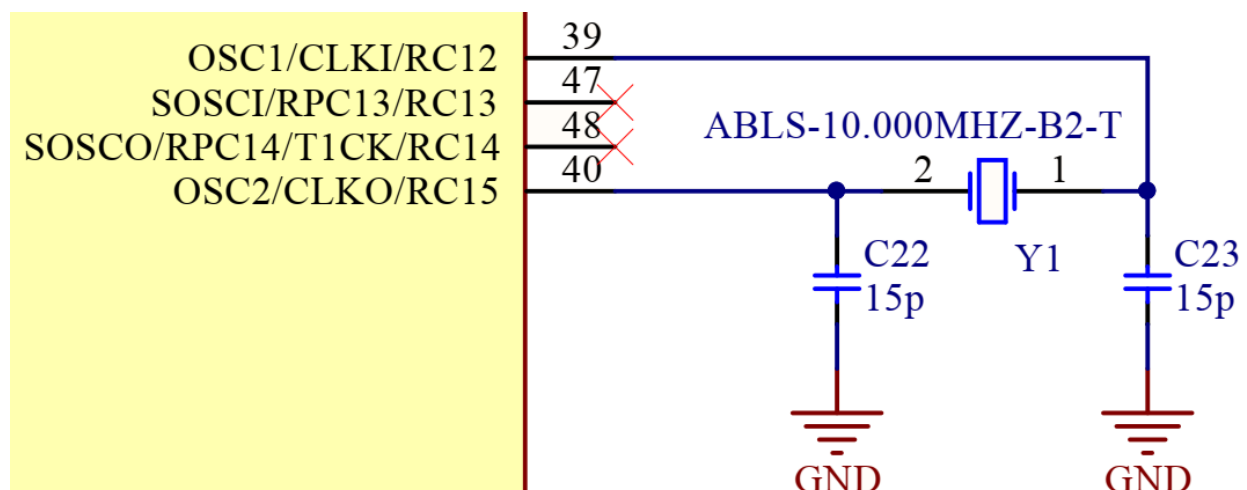 OSC1/CLKI/RC12 39
SOSCI/RPC13/RC13 47
SOSCO/RPC14/T1CK/RC14 48
OSC2/CLKO/RC15 40
ABLS-10.000MHZ-B2-T
2 1
Y1
C22
15p
C23
15p
GND GND